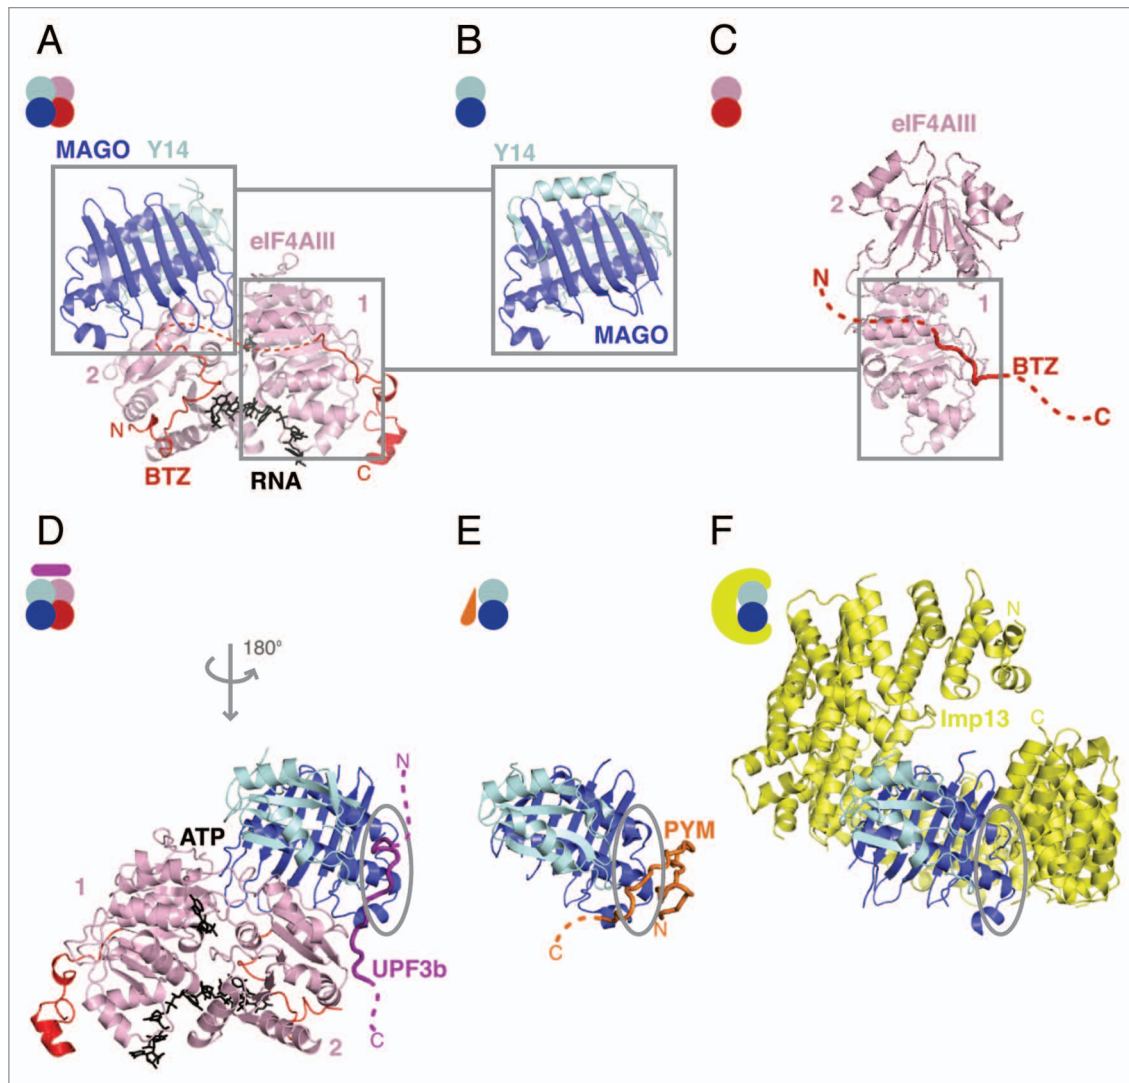 A
B
C
MAGO Y14
eIF4AIII
1
2
N
BTZ
RNA
C
Y14
MAGO
eIF4AIII
2
N
1
BTZ
C
D
E
F
180°
ATP
1
N
UPF3b
2
C
PYM
N
C
N
Imp13
C